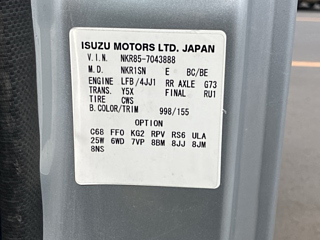 ISUZU MOTORS LTD. JAPAN
V.I.N. NKR85-7043888
M.D. NKR1SN E BC/BE
ENGINE LFB/4JJ1 RR AXLE G73
TRANS. Y5X FINAL RU1
TIRE CWS
B.COLOR/TRIM 998/155
OPTION
C68 FF0 KG2 RPV RS6 ULA
25W 6WD 7VP 8BM 8JJ 8JM
8NS